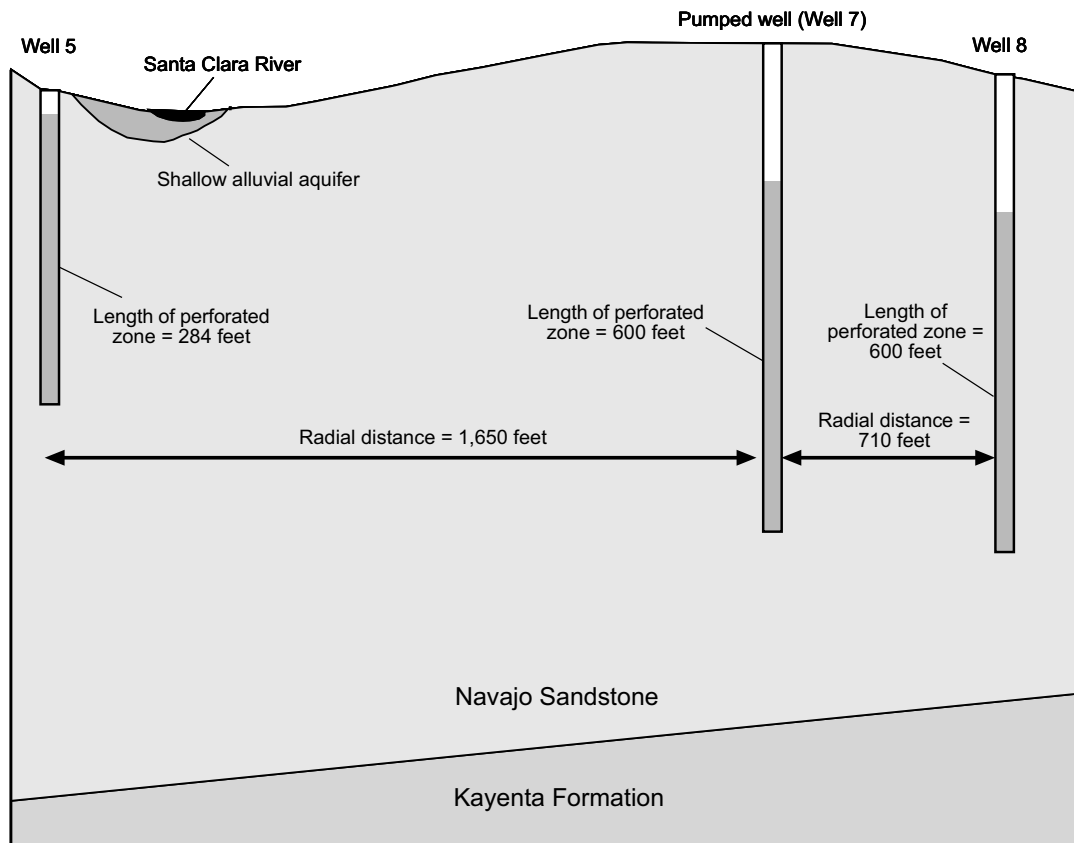 Pumped well (Well 7)
Well 5
Well 8
Santa Clara River
Shallow alluvial aquifer
Length of perforated
zone = 284 feet
Length of perforated
zone = 600 feet
Length of
perforated zone =
600 feet
Radial distance = 1,650 feet
Radial distance =
710 feet
Navajo Sandstone
Kayenta Formation